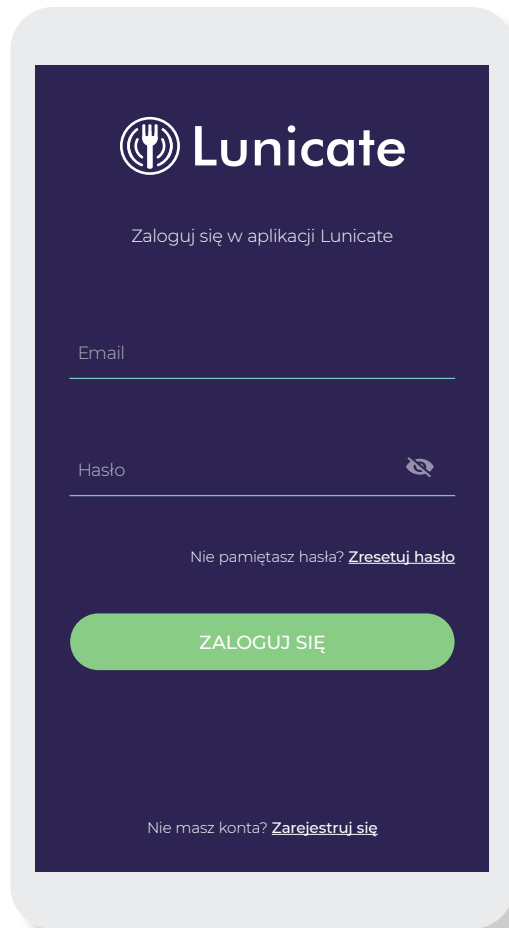 Lunicate
Zaloguj się w aplikacji Lunicate
Email
Hasło
Nie pamiętasz hasła? Zresetuj hasło
ZALOGUJ SIĘ
Nie masz konta? Zarejestruj się